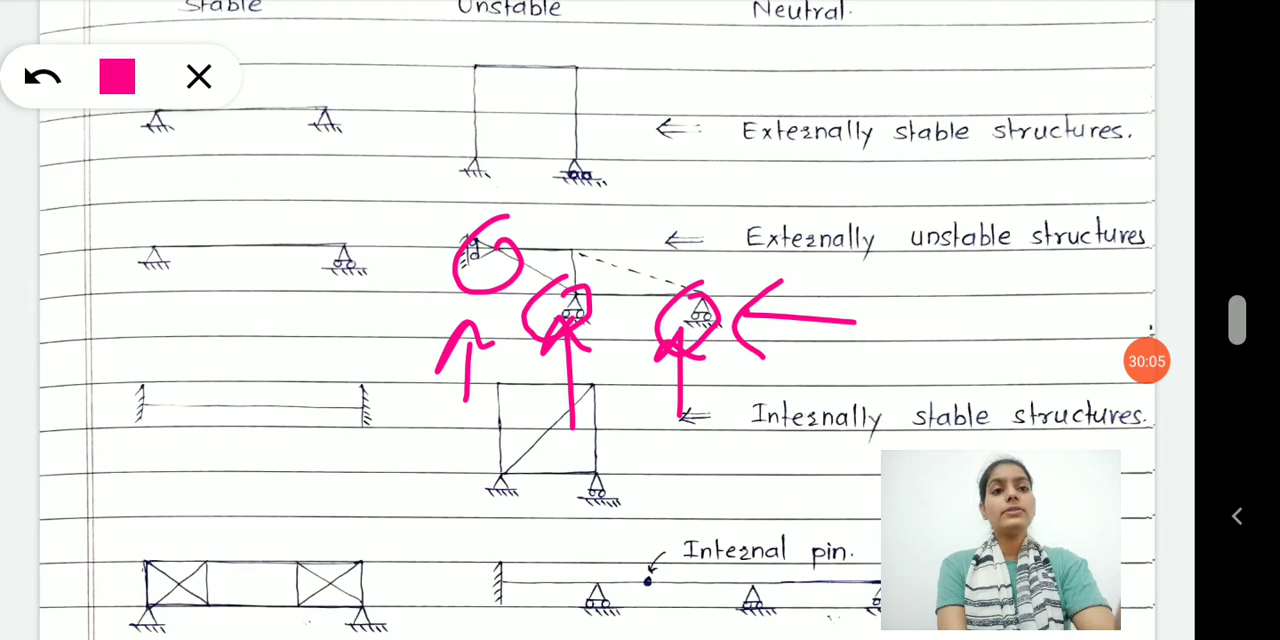 Stable Unstable Neutral.
Externally stable structures.
Externally unstable structures
30:05
Internally stable structures.
Internal pin.